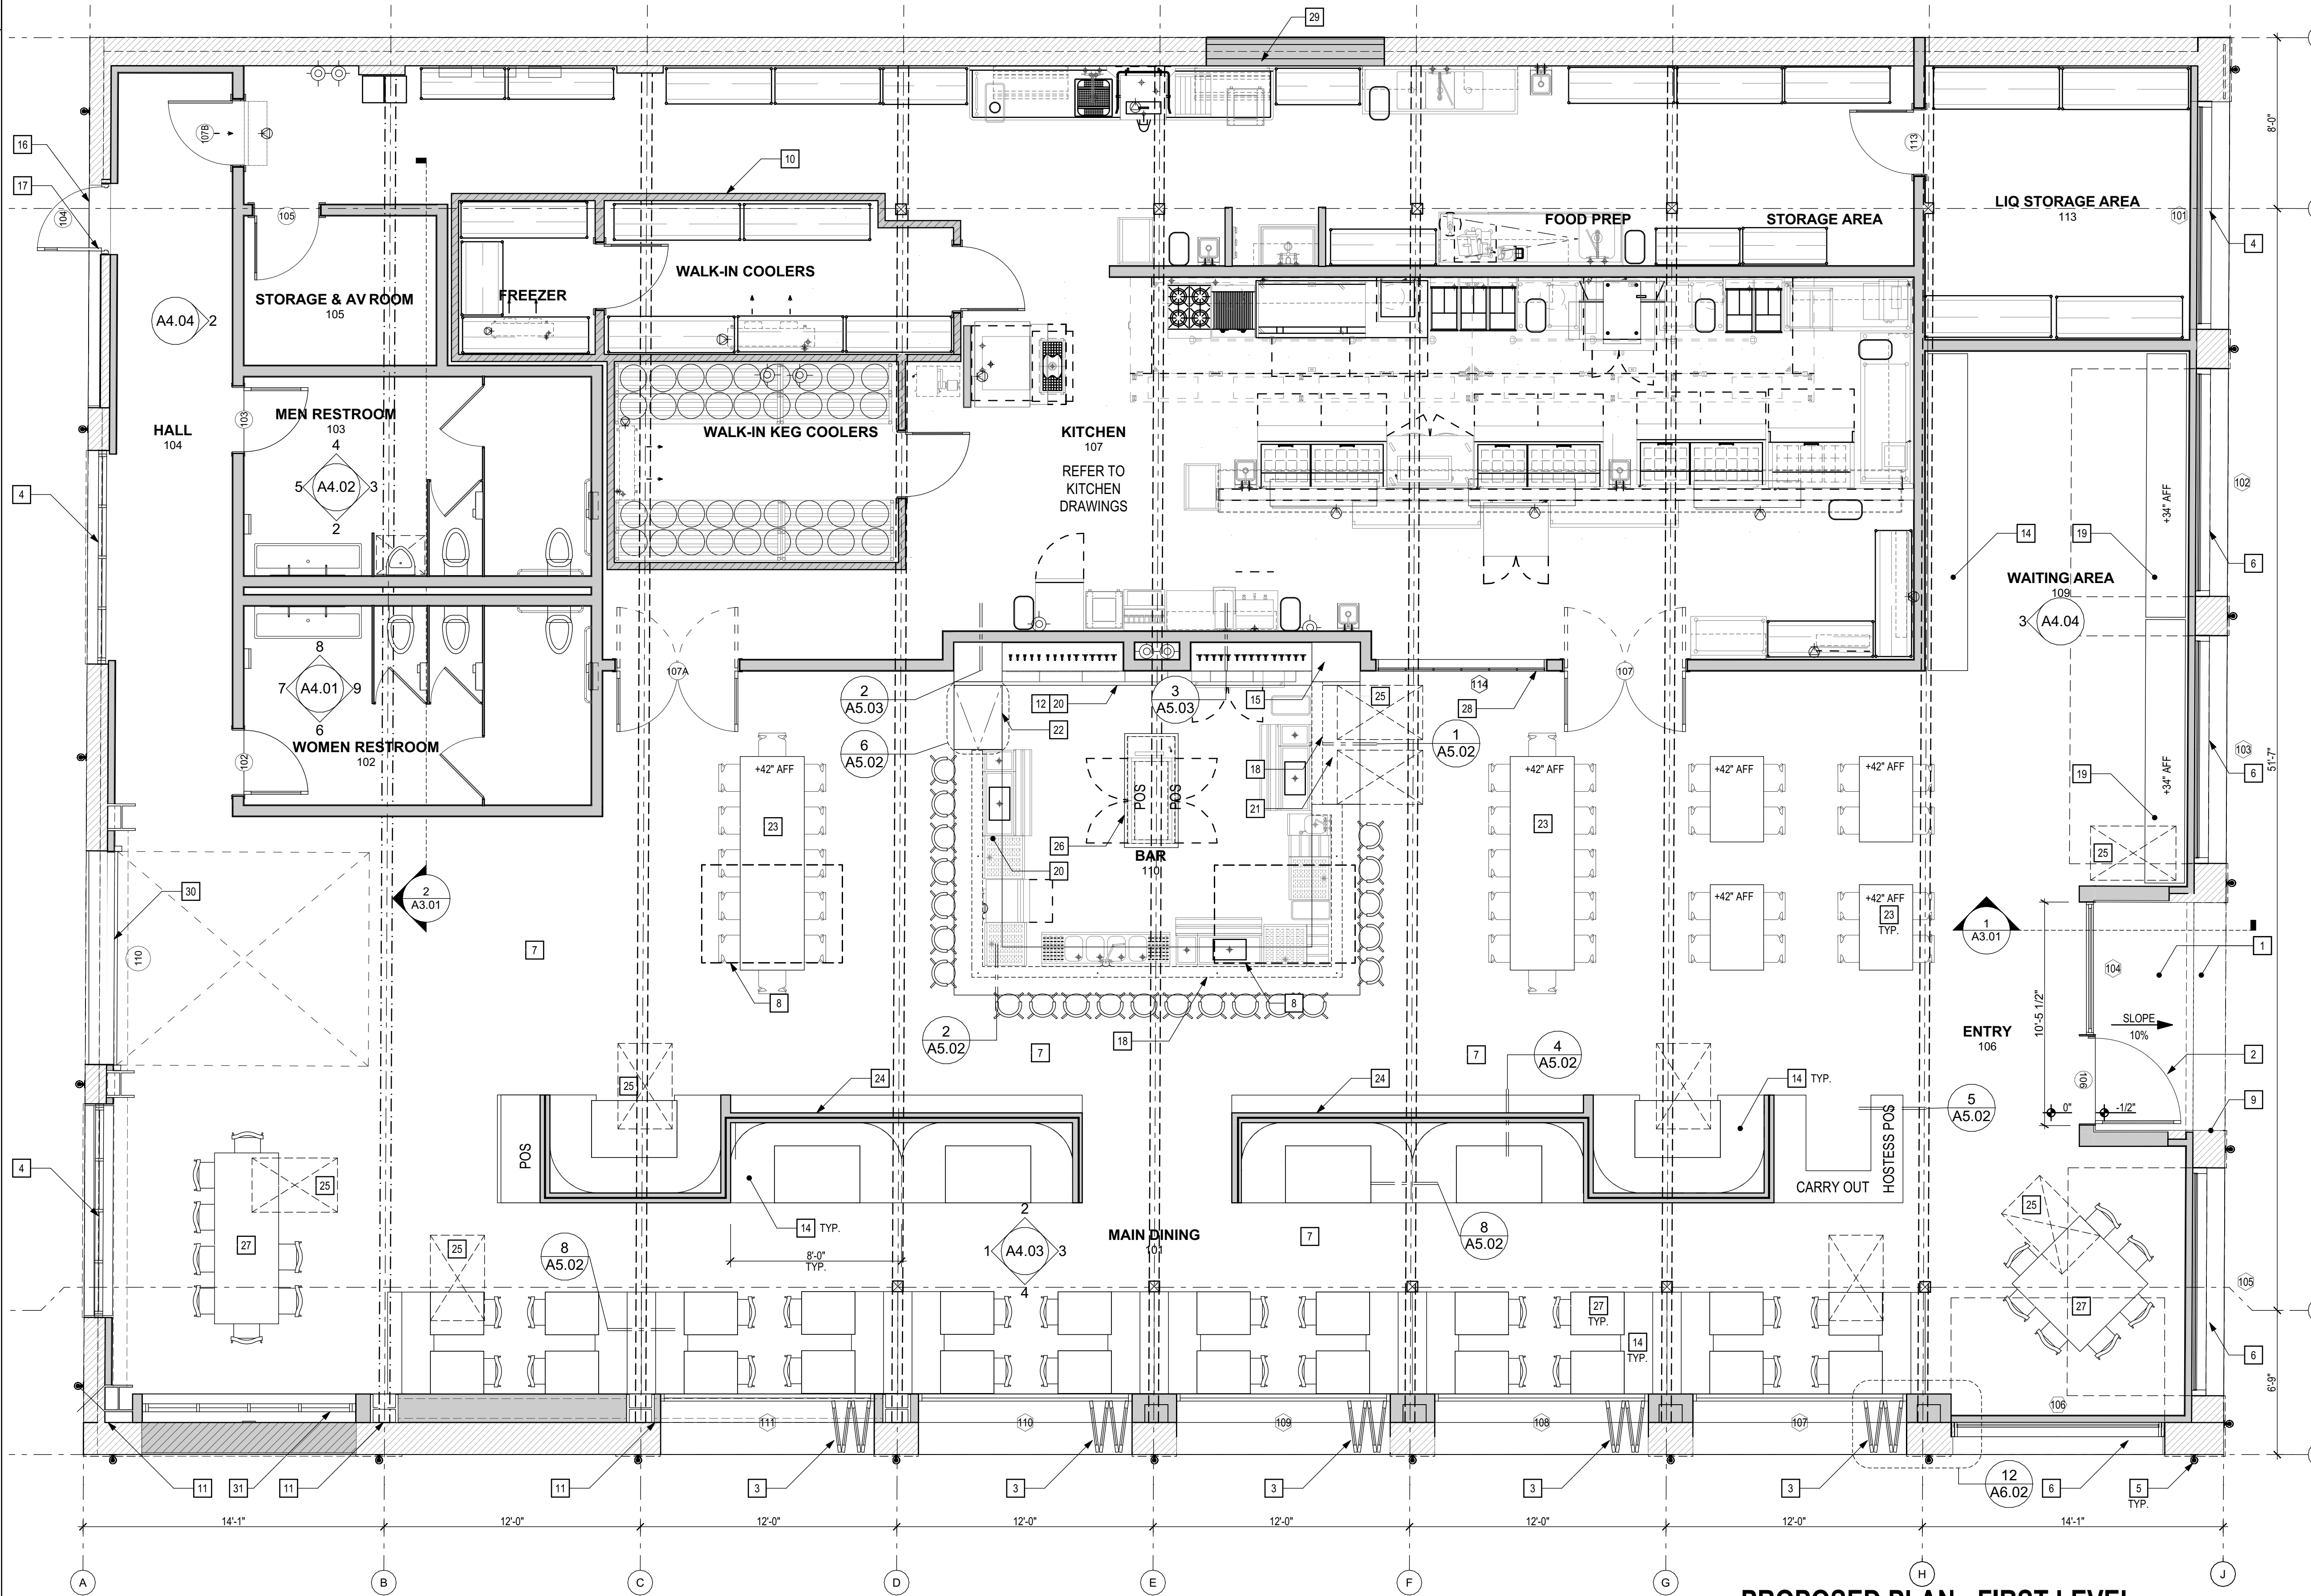 29
16
17
107B
104
105
10
113
8'-0"
FOOD PREP
STORAGE AREA
LIQ STORAGE AREA
113
101
4
WALK-IN COOLERS
FREEZER
STORAGE & AV ROOM
105
A4.04
2
MEN RESTROOM
103
103
HALL
104
4
5
A4.02
3
2
WALK-IN KEG COOLERS
KITCHEN
107
REFER TO
KITCHEN
DRAWINGS
4
102
+34" AFF
14
19
6
WAITING AREA
109
3
A4.04
8
7
A4.01
9
6
WOMEN RESTROOM
102
102
107A
2
A5.03
12
20
3
A5.03
15
25
114
28
107
22
6
A5.02
1
A5.02
18
21
103
6
51'-7"
19
+34" AFF
+42" AFF
23
POS
POS
+42" AFF
23
+42" AFF
+42" AFF
26
BAR
110
20
25
30
2
A3.01
+42" AFF
+42" AFF
23
TYP.
1
A3.01
7
110
8
8
104
1
10'-5 1/2"
SLOPE
10%
ENTRY
106
2
A5.02
7
18
7
4
A5.02
2
106
25
24
24
14 TYP.
5
A5.02
0"
-1/2"
9
POS
HOSTESS POS
CARRY OUT
4
25
27
14 TYP.
8'-0"
TYP.
2
1
A4.03
3
4
MAIN DINING
101
7
8
A5.02
25
8
A5.02
25
27
105
27
TYP.
14
TYP.
6
6'-9"
111
110
109
108
107
106
11
31
11
11
3
3
3
3
3
12
A6.02
6
5
TYP.
14'-1"
12'-0"
12'-0"
12'-0"
12'-0"
12'-0"
12'-0"
14'-1"
A
B
C
D
E
F
G
H
J
PROPOSED PLAN - FIRST LEVEL